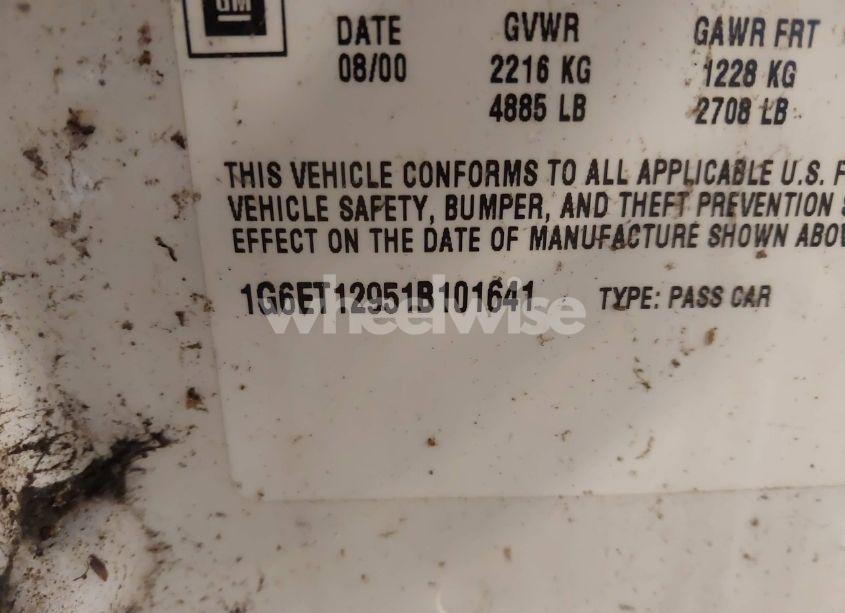 GM
DATE GVWR GAWR FRT
08/00 2216 KG 1228 KG
4885 LB 2708 LB
THIS VEHICLE CONFORMS TO ALL APPLICABLE U.S. F
VEHICLE SAFETY, BUMPER, AND THEFT PREVENTION S
EFFECT ON THE DATE OF MANUFACTURE SHOWN ABOV
1G6ET12951B101641 TYPE: PASS CAR
wheelwise